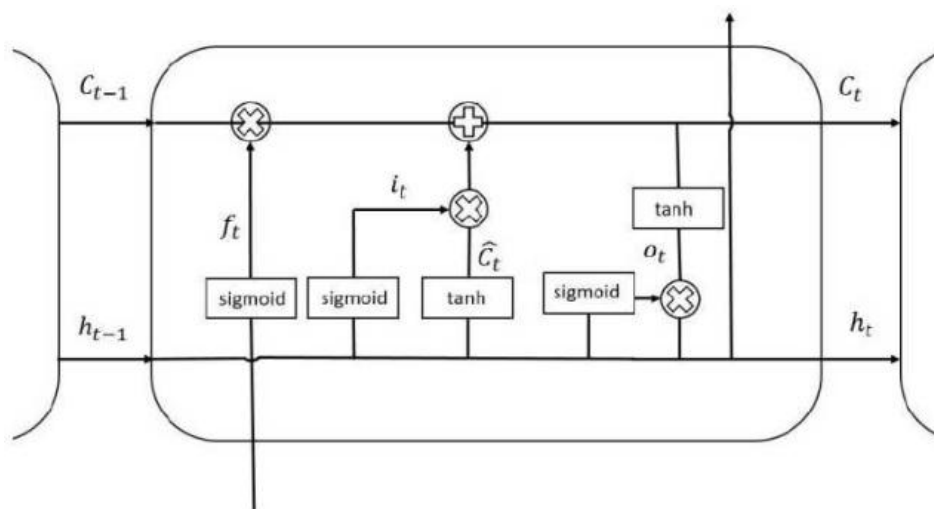 C_{t-1}
C_t
i_t
tanh
f_t
Ĉ_t
o_t
sigmoid
sigmoid
tanh
sigmoid
h_{t-1}
h_t